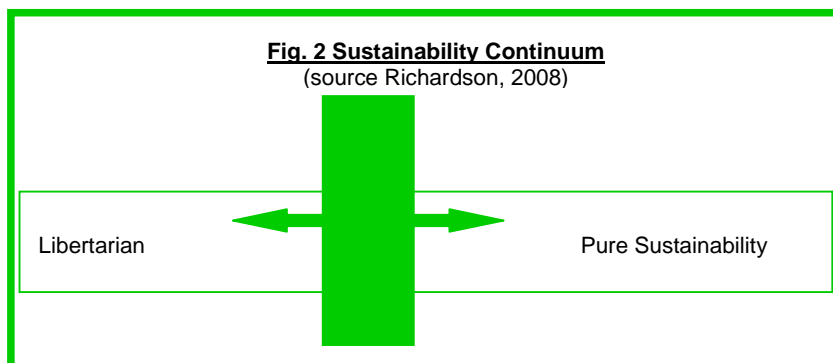 Fig. 2 Sustainability Continuum
(source Richardson, 2008)
Libertarian
Pure Sustainability